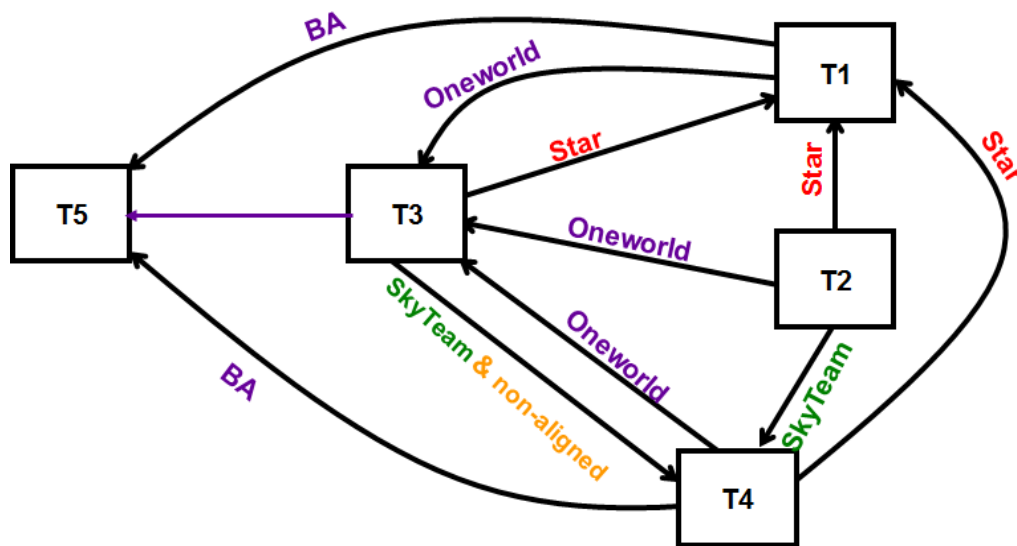 BA
T1
Oneworld
Star
Star
Star
T5
T3
Oneworld
T2
SkyTeam & non-aligned
Oneworld
SkyTeam
BA
T4